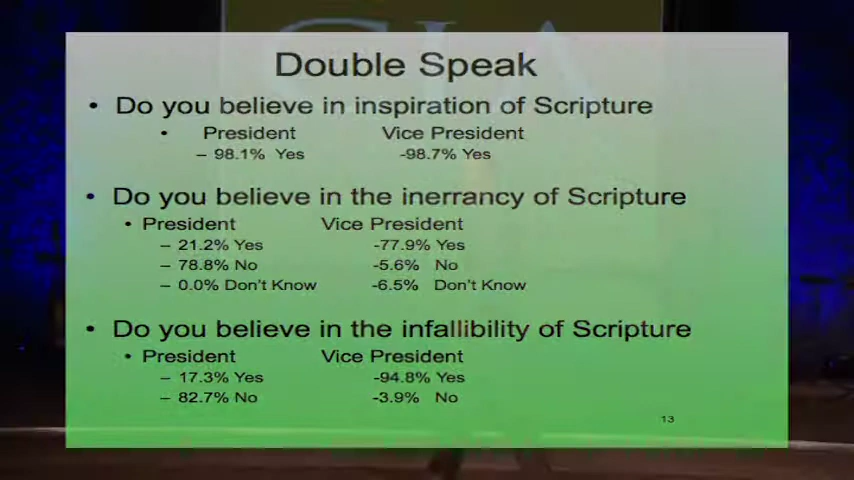 Double Speak
• Do you believe in inspiration of Scripture
• President Vice President
– 98.1% Yes -98.7% Yes
• Do you believe in the inerrancy of Scripture
• President Vice President
– 21.2% Yes -77.9% Yes
– 78.8% No -5.6% No
– 0.0% Don't Know -6.5% Don't Know
• Do you believe in the infallibility of Scripture
• President Vice President
– 17.3% Yes -94.8% Yes
– 82.7% No -3.9% No
13